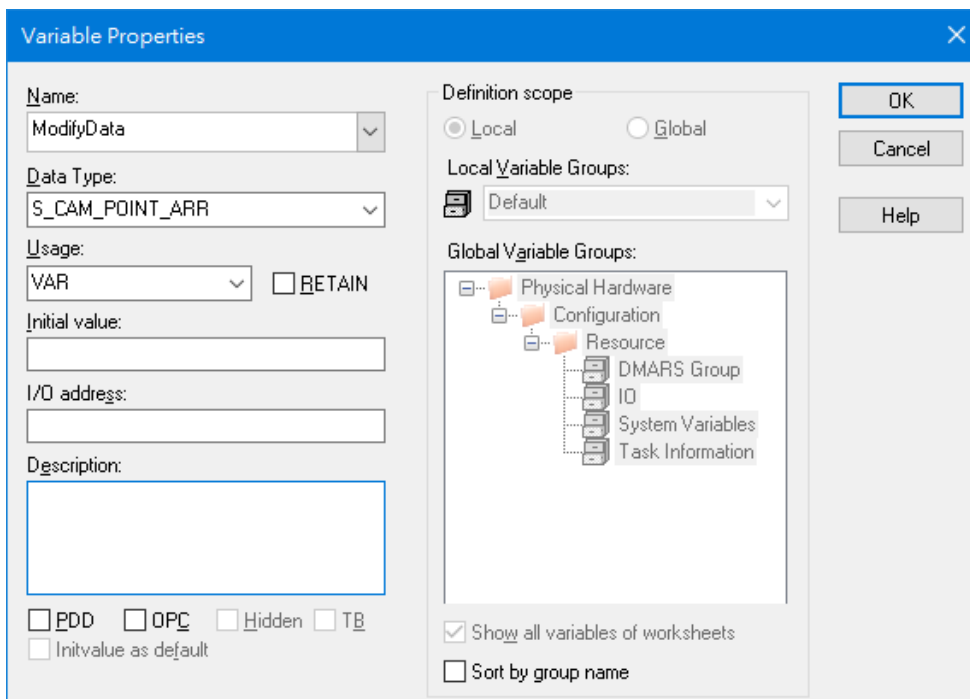 Variable Properties
Name:
ModifyData
Data Type:
S_CAM_POINT_ARR
Usage:
VAR
RETAIN
Initial value:
I/O address:
Description:
PDD
OPC
Hidden
TB
Initvalue as default
Definition scope
Local
Global
Local Variable Groups:
Default
Global Variable Groups:
Physical Hardware
Configuration
Resource
DMARS Group
IO
System Variables
Task Information
Show all variables of worksheets
Sort by group name
OK
Cancel
Help